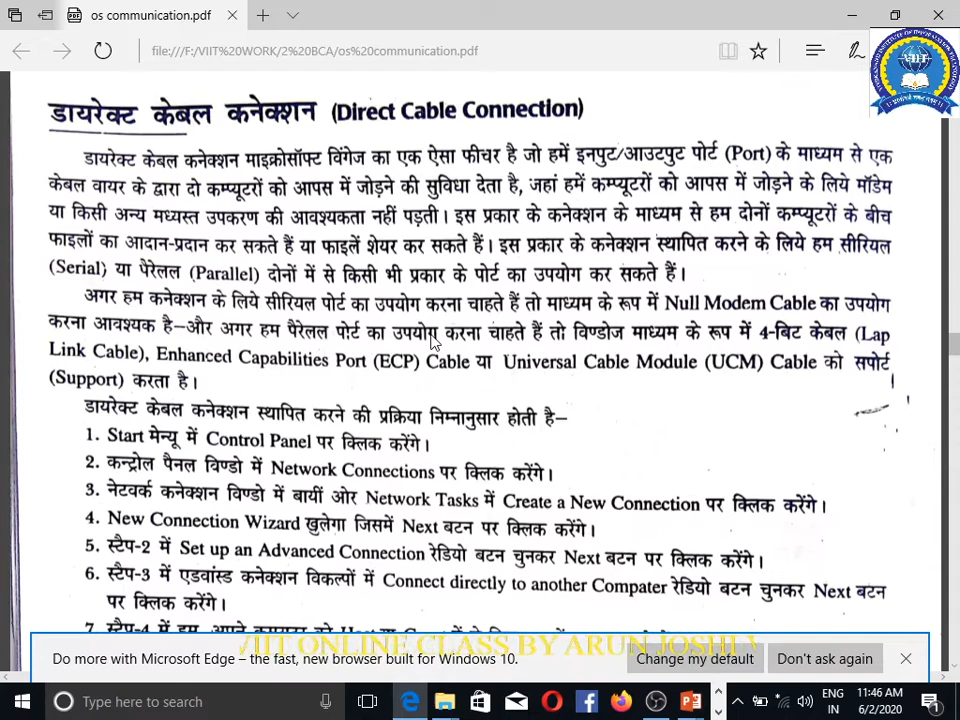 os communication.pdf
file:///F:/VIIT%20WORK/2%20BCA/os%20communication.pdf
VIIT
डायरेक्ट केबल कनेक्शन (Direct Cable Connection)
डायरेक्ट केबल कनेक्शन माइक्रोसॉफ्ट विंगेज का एक ऐसा फीचर है जो हमें इनपुट/आउटपुट पोर्ट (Port) के माध्यम से एक
केबल वायर के द्वारा दो कम्प्यूटरों को आपस में जोड़ने की सुविधा देता है, जहां हमें कम्प्यूटरों को आपस में जोड़ने के लिये मॉडेम
या किसी अन्य मध्यस्त उपकरण की आवश्यकता नहीं पड़ती। इस प्रकार के कनेक्शन के माध्यम से हम दोनों कम्प्यूटरों के बीच
फाइलों का आदान-प्रदान कर सकते हैं या फाइलें शेयर कर सकते हैं। इस प्रकार के कनेक्शन स्थापित करने के लिये हम सीरियल
(Serial) या पैरेलल (Parallel) दोनों में से किसी भी प्रकार के पोर्ट का उपयोग कर सकते हैं।
अगर हम कनेक्शन के लिये सीरियल पोर्ट का उपयोग करना चाहते हैं तो माध्यम के रूप में Null Modem Cable का उपयोग
करना आवश्यक है-और अगर हम पैरेलल पोर्ट का उपयोग करना चाहते हैं तो विण्डोज माध्यम के रूप में 4-बिट केबल (Lap
Link Cable), Enhanced Capabilities Port (ECP) Cable या Universal Cable Module (UCM) Cable को सपोर्ट
(Support) करता है।
डायरेक्ट केबल कनेक्शन स्थापित करने की प्रक्रिया निम्नानुसार होती है–
1. Start मेन्यू में Control Panel पर क्लिक करेंगे।
2. कन्ट्रोल पैनल विण्डो में Network Connections पर क्लिक करेंगे।
3. नेटवर्क कनेक्शन विण्डो में बायीं ओर Network Tasks में Create a New Connection पर क्लिक करेंगे।
4. New Connection Wizard खुलेगा जिसमें Next बटन पर क्लिक करेंगे।
5. स्टैप-2 में Set up an Advanced Connection रेडियो बटन चुनकर Next बटन पर क्लिक करेंगे।
6. स्टैप-3 में एडवांस्ड कनेक्शन विकल्पों में Connect directly to another Compater रेडियो बटन चुनकर Next बटन
पर क्लिक करेंगे।
7. स्टैप-4 में हम अपने
VIIT ONLINE CLASS BY ARUN JOSHI V
Do more with Microsoft Edge – the fast, new browser built for Windows 10.
Change my default
Don't ask again
Type here to search
ENG
IN
11:46 AM
6/2/2020
1